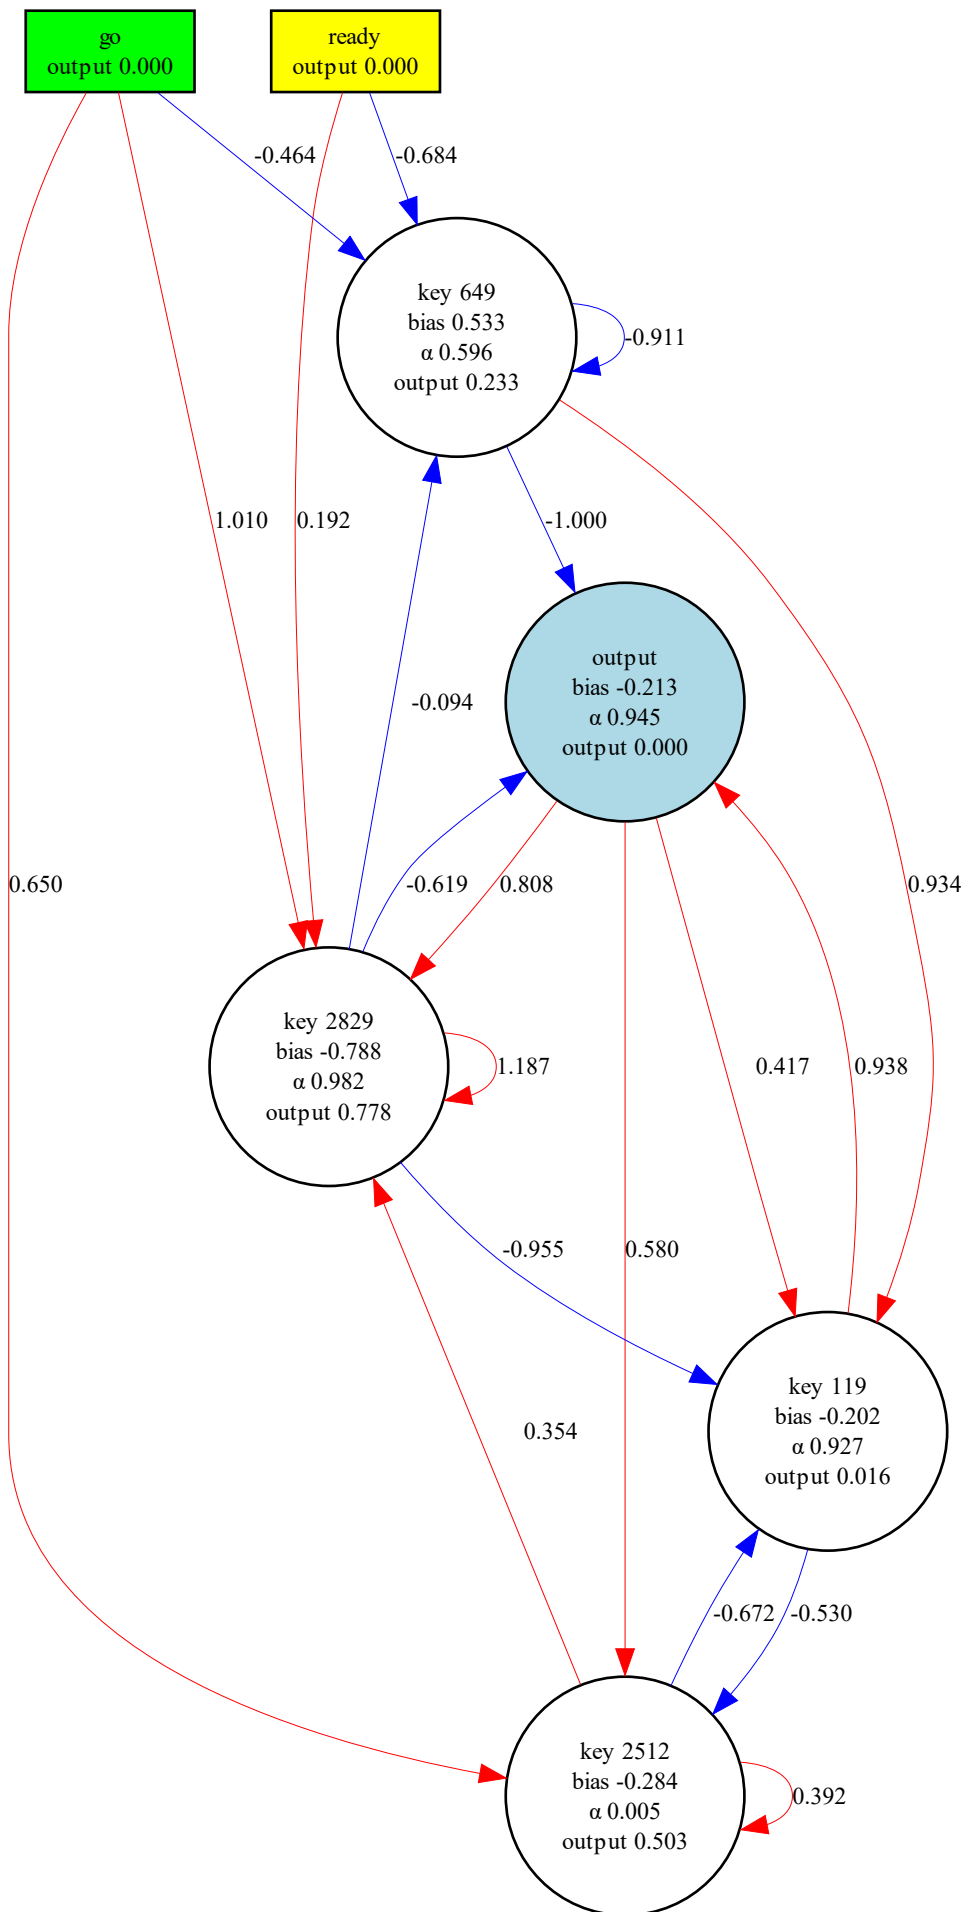 go
output 0.000
ready
output 0.000
-0.464
-0.684
key 649
bias 0.533
α 0.596
output 0.233
-0.911
1.010
0.192
-1.000
output
bias -0.213
α 0.945
output 0.000
-0.094
0.650
-0.619
0.808
0.934
key 2829
bias -0.788
α 0.982
output 0.778
1.187
0.417
0.938
-0.955
0.580
key 119
bias -0.202
α 0.927
output 0.016
0.354
-0.672
-0.530
key 2512
bias -0.284
α 0.005
output 0.503
0.392